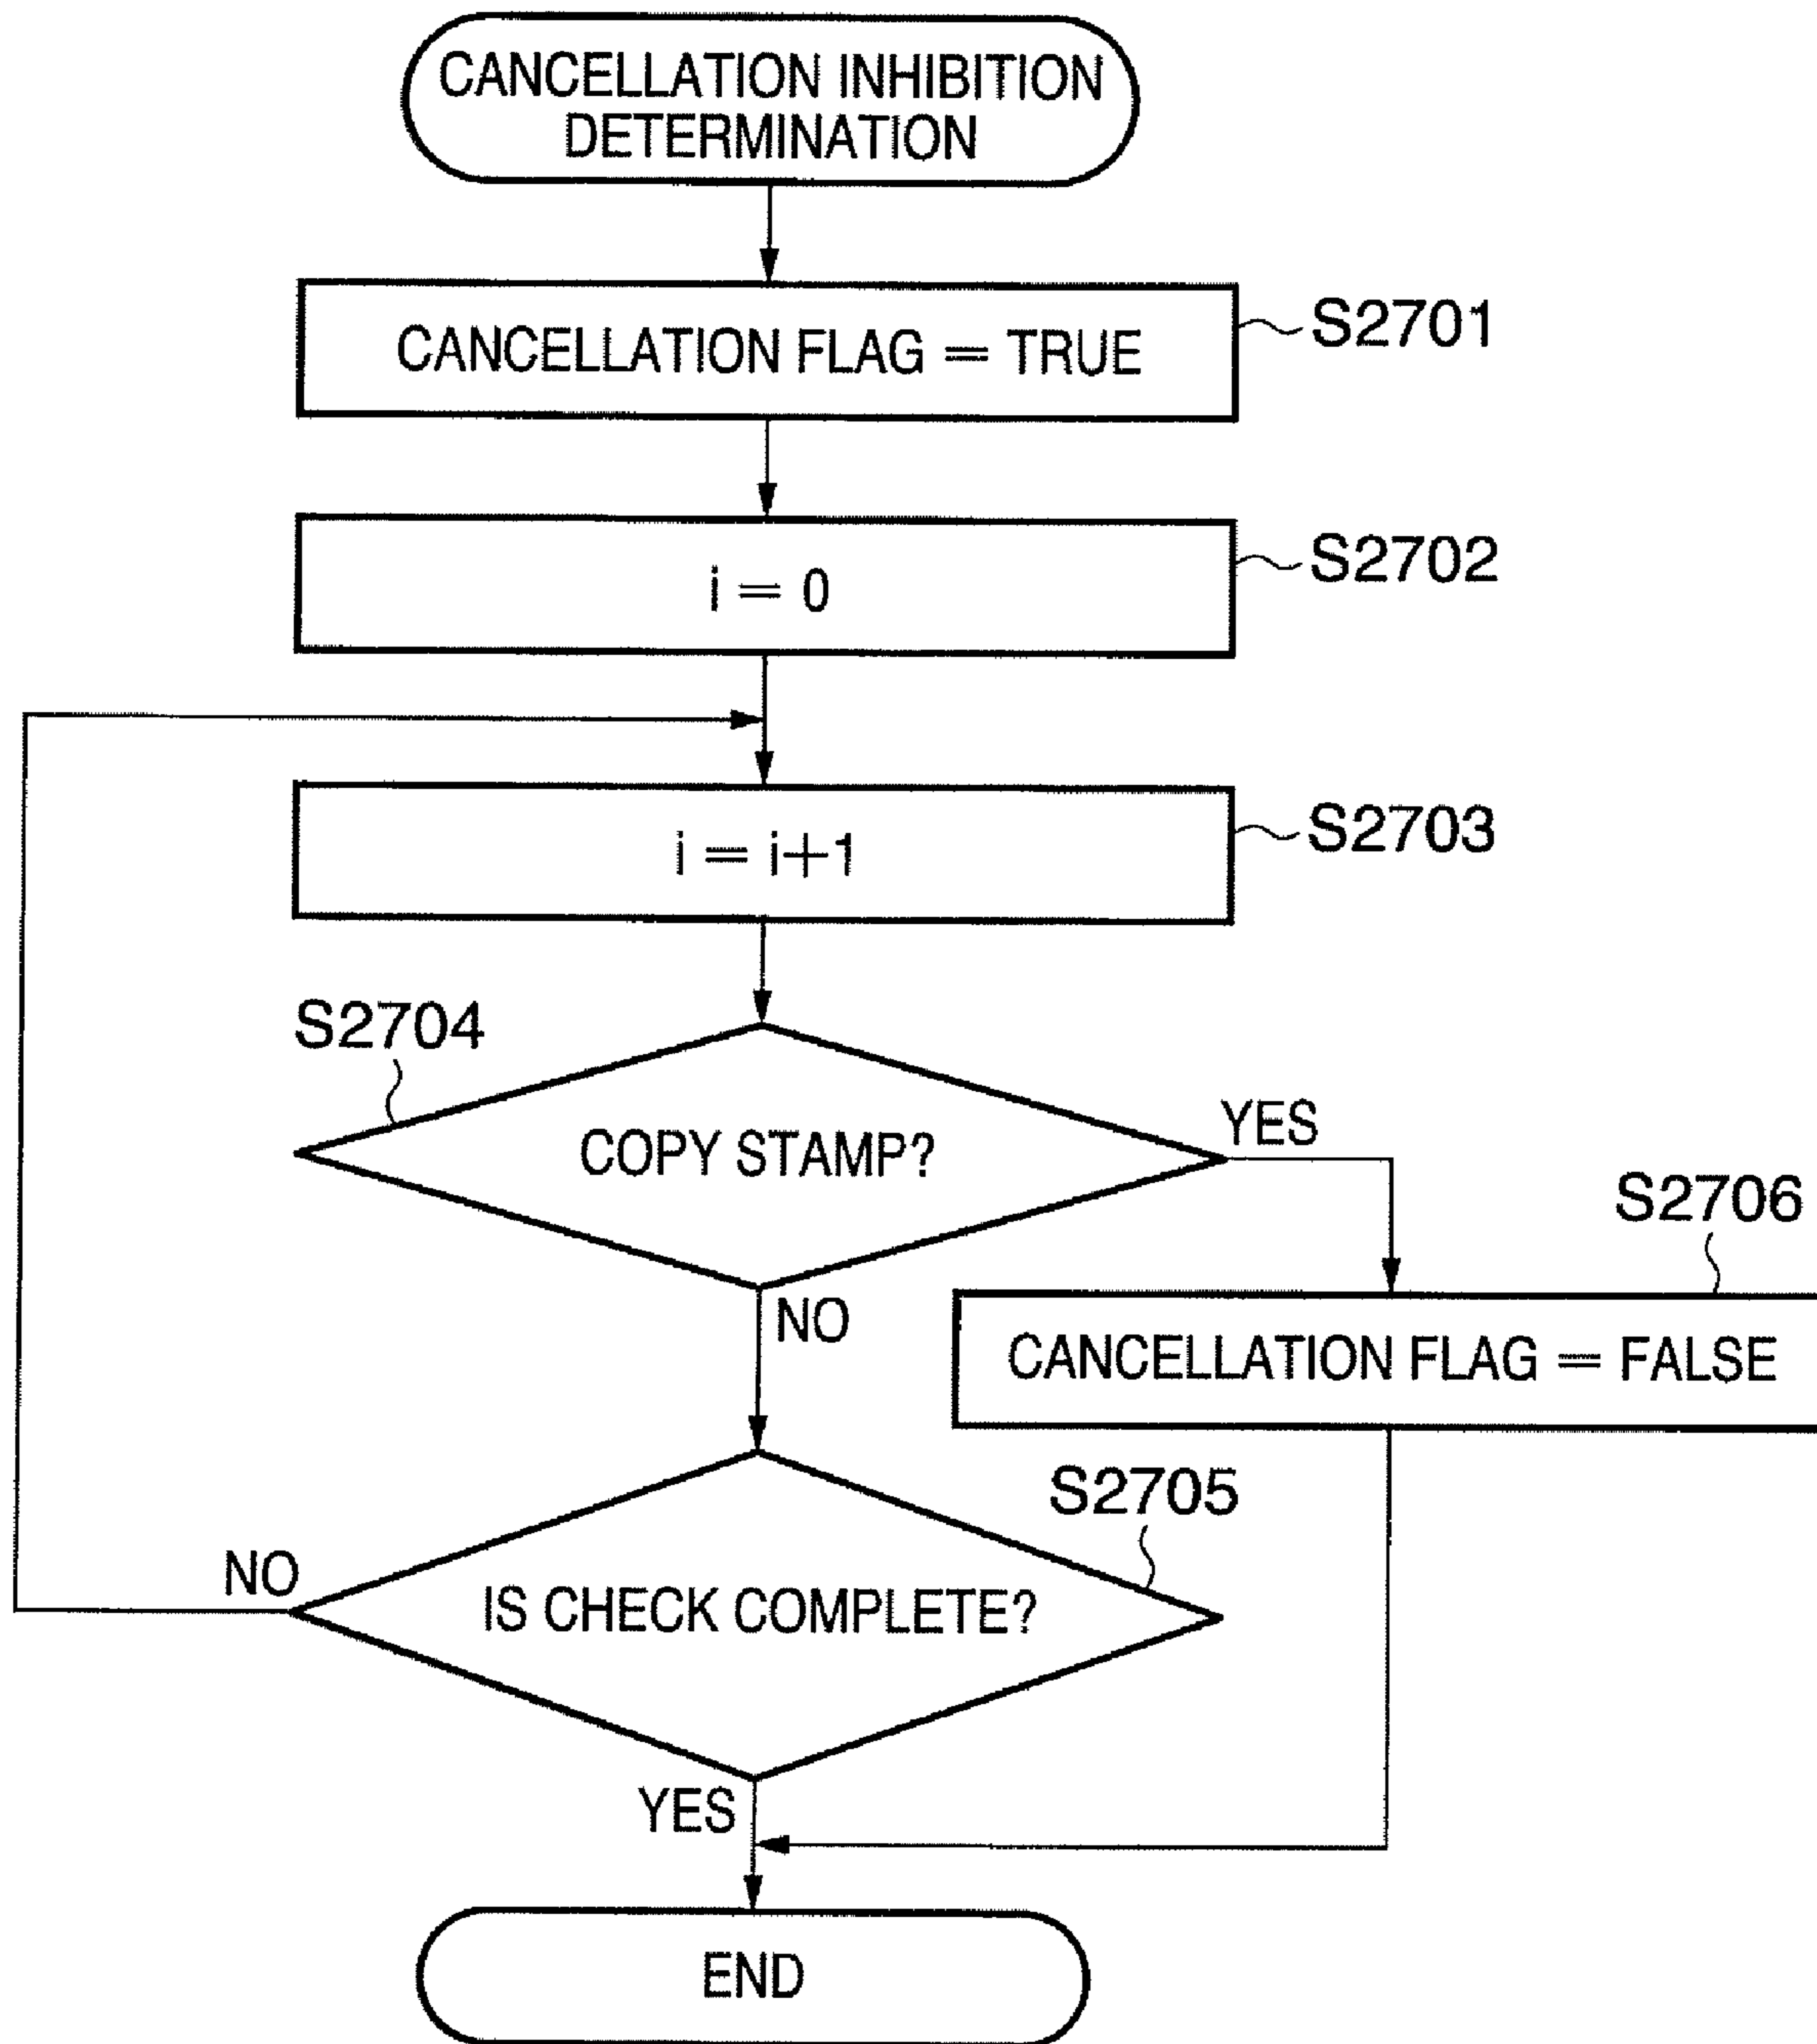 CANCELLATION INHIBITION
DETERMINATION
CANCELLATION FLAG = TRUE
S2701
i = 0
S2702
i = i+1
S2703
S2704
COPY STAMP?
YES
NO
S2706
CANCELLATION FLAG = FALSE
S2705
NO
IS CHECK COMPLETE?
YES
END